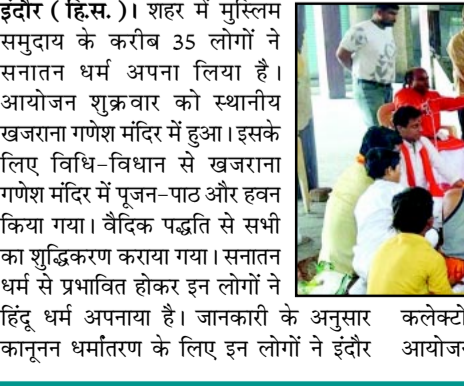 इंदौर ( हि.स. )। शहर में मुस्लिम
समुदाय के करीब 35 लोगों ने
सनातन धर्म अपना लिया है।
आयोजन शुक्रवार को स्थानीय
खजराना गणेश मंदिर में हुआ। इसके
लिए विधि-विधान से खजराना
गणेश मंदिर में पूजन-पाठ और हवन
किया गया। वैदिक पद्धति से सभी
का शुद्धिकरण कराया गया। सनातन
धर्म से प्रभावित होकर इन लोगों ने
हिंदू धर्म अपनाया है। जानकारी के अनुसार
कानूनन धर्मांतरण के लिए इन लोगों ने इंदौर